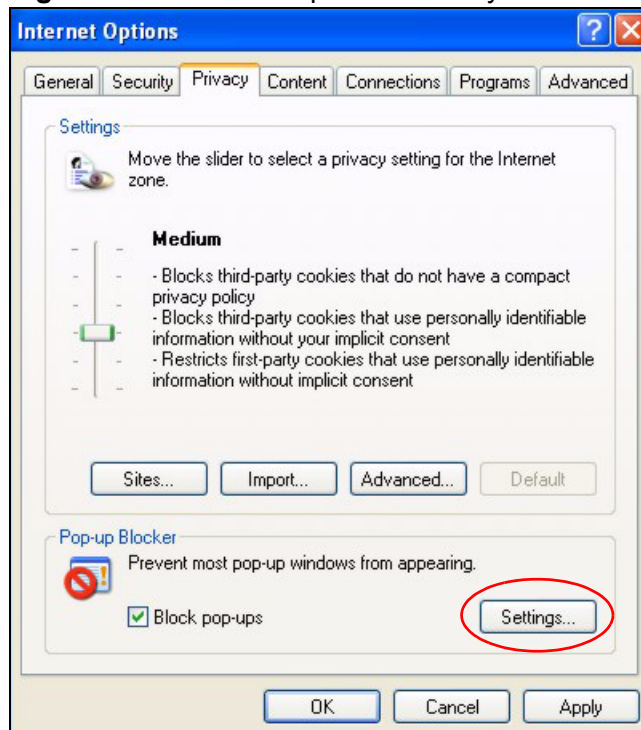 Internet Options
General Security Privacy Content Connections Programs Advanced
Settings
Move the slider to select a privacy setting for the Internet
zone.
Medium
- Blocks third-party cookies that do not have a compact
privacy policy
- Blocks third-party cookies that use personally identifiable
information without your implicit consent
- Restricts first-party cookies that use personally identifiable
information without implicit consent
Sites... Import... Advanced... Default
Pop-up Blocker
Prevent most pop-up windows from appearing.
Block pop-ups
Settings...
OK Cancel Apply